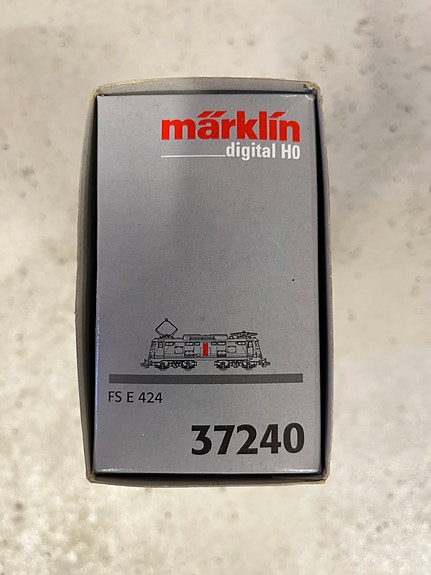 märklin
digital H0
FS E 424
37240